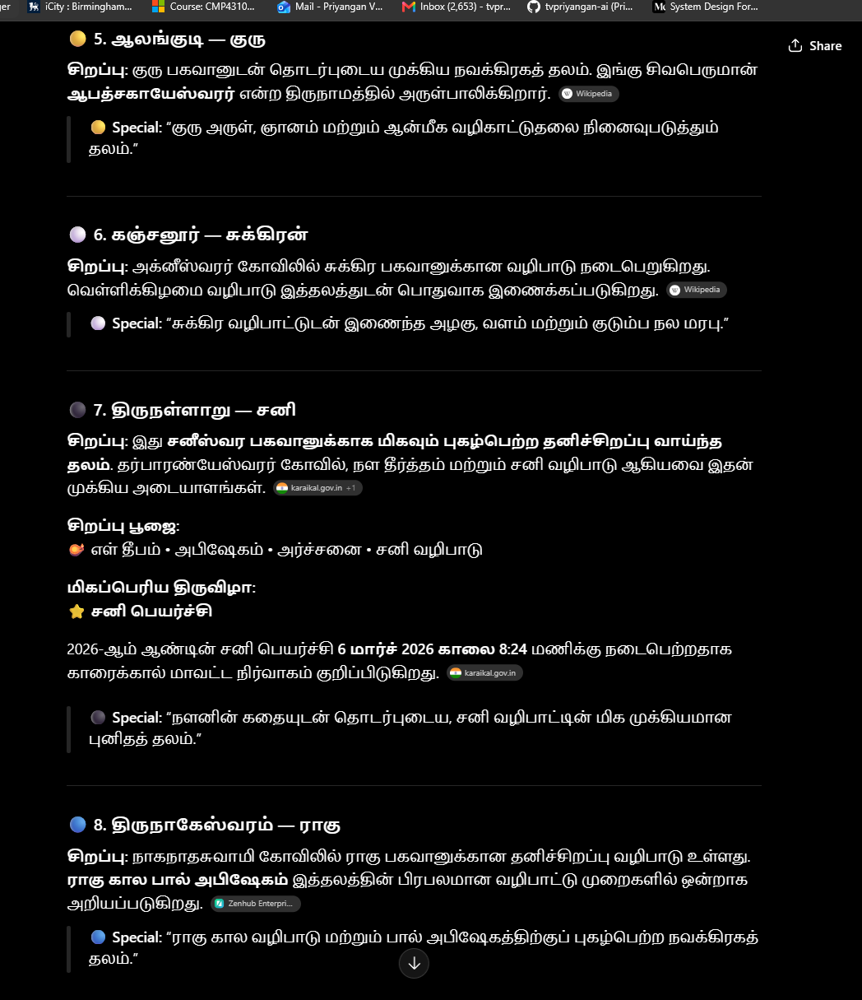 ger
iCity : Birmingham...
Course: CMP4310...
Mail - Priyangan V...
Inbox (2,653) - tvpr...
tvpriyangan-ai (Pri...
System Design For...
Share
5. ஆலங்குடி — குரு
சிறப்பு: குரு பகவானுடன் தொடர்புடைய முக்கிய நவக்கிரகத் தலம். இங்கு சிவபெருமான்
ஆபத்சகாயேஸ்வரர் என்ற திருநாமத்தில் அருள்பாலிக்கிறார். Wikipedia
Special: “குரு அருள், ஞானம் மற்றும் ஆன்மீக வழிகாட்டுதலை நினைவுபடுத்தும்
தலம்.”
6. கஞ்சனூர் — சுக்கிரன்
சிறப்பு: அக்னீஸ்வரர் கோவிலில் சுக்கிர பகவானுக்கான வழிபாடு நடைபெறுகிறது.
வெள்ளிக்கிழமை வழிபாடு இத்தலத்துடன் பொதுவாக இணைக்கப்படுகிறது. Wikipedia
Special: “சுக்கிர வழிபாட்டுடன் இணைந்த அழகு, வளம் மற்றும் குடும்ப நல மரபு.”
7. திருநள்ளாறு — சனி
சிறப்பு: இது சனீஸ்வர பகவானுக்காக மிகவும் புகழ்பெற்ற தனிச்சிறப்பு வாய்ந்த
தலம். தர்பாரண்யேஸ்வரர் கோவில், நள தீர்த்தம் மற்றும் சனி வழிபாடு ஆகியவை இதன்
முக்கிய அடையாளங்கள். karaikal.gov.in +1
சிறப்பு பூஜை:
எள் தீபம் • அபிஷேகம் • அர்ச்சனை • சனி வழிபாடு
மிகப்பெரிய திருவிழா:
சனி பெயர்ச்சி
2026-ஆம் ஆண்டின் சனி பெயர்ச்சி 6 மார்ச் 2026 காலை 8:24 மணிக்கு நடைபெற்றதாக
காரைக்கால் மாவட்ட நிர்வாகம் குறிப்பிடுகிறது. karaikal.gov.in
Special: “நளனின் கதையுடன் தொடர்புடைய, சனி வழிபாட்டின் மிக முக்கியமான
புனிதத் தலம்.”
8. திருநாகேஸ்வரம் — ராகு
சிறப்பு: நாகநாதசுவாமி கோவிலில் ராகு பகவானுக்கான தனிச்சிறப்பு வழிபாடு உள்ளது.
ராகு கால பால் அபிஷேகம் இத்தலத்தின் பிரபலமான வழிபாட்டு முறைகளில் ஒன்றாக
அறியப்படுகிறது. Zenhub Enterpri...
Special: “ராகு கால வழிபாடு மற்றும் பால் அபிஷேகத்திற்குப் புகழ்பெற்ற நவக்கிரகத்
தலம்.”